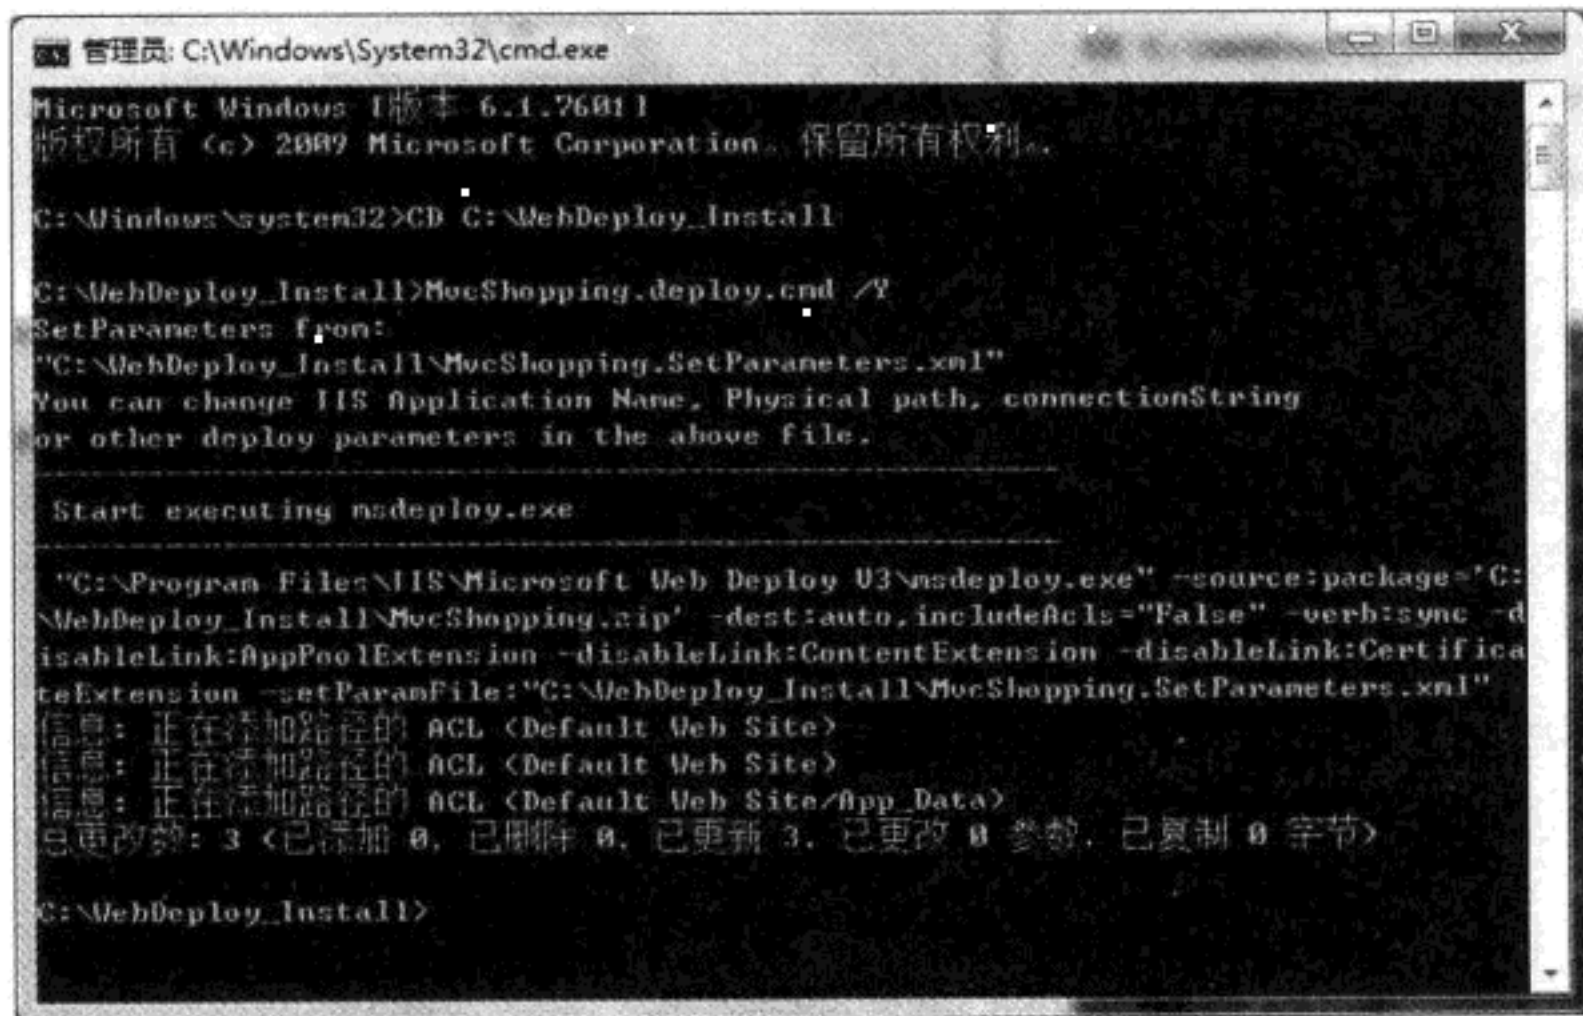 管理员: C:\Windows\System32\cmd.exe
Microsoft Windows [版本 6.1.7601]
版权所有 (c) 2009 Microsoft Corporation。保留所有权利。
C:\Windows\system32>CD C:\WebDeploy_Install
C:\WebDeploy_Install>MvcShopping.deploy.cmd /Y
SetParameters from:
"C:\WebDeploy_Install\MvcShopping.SetParameters.xml"
You can change IIS Application Name, Physical path, connectionString
or other deploy parameters in the above file.
-------------------------------------------------------
 Start executing msdeploy.exe
-------------------------------------------------------
 "C:\Program Files\IIS\Microsoft Web Deploy V3\msdeploy.exe" -source:package='C:
\WebDeploy_Install\MvcShopping.zip' -dest:auto,includeAcls="False" -verb:sync -d
isableLink:AppPoolExtension -disableLink:ContentExtension -disableLink:Certifica
teExtension -setParamFile:"C:\WebDeploy_Install\MvcShopping.SetParameters.xml"
信息: 正在添加路径的 ACL (Default Web Site)
信息: 正在添加路径的 ACL (Default Web Site)
信息: 正在添加路径的 ACL (Default Web Site/App_Data)
总更改数: 3 (已添加 0, 已删除 0, 已更新 3, 已更改 0 参数, 已复制 0 字节)
C:\WebDeploy_Install>